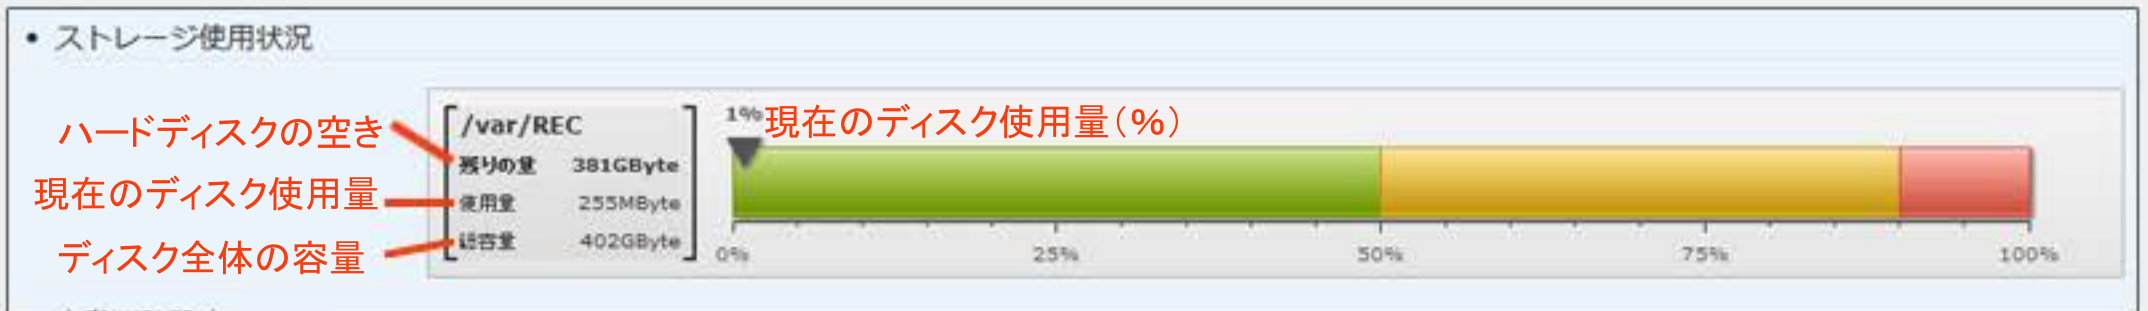 • ストレージ使用状況
ハードディスクの空き
現在のディスク使用量
ディスク全体の容量
/var/REC
残りの量 381GByte
使用量 255MByte
総容量 402GByte
1% 現在のディスク使用量(%)
0% 25% 50% 75% 100%